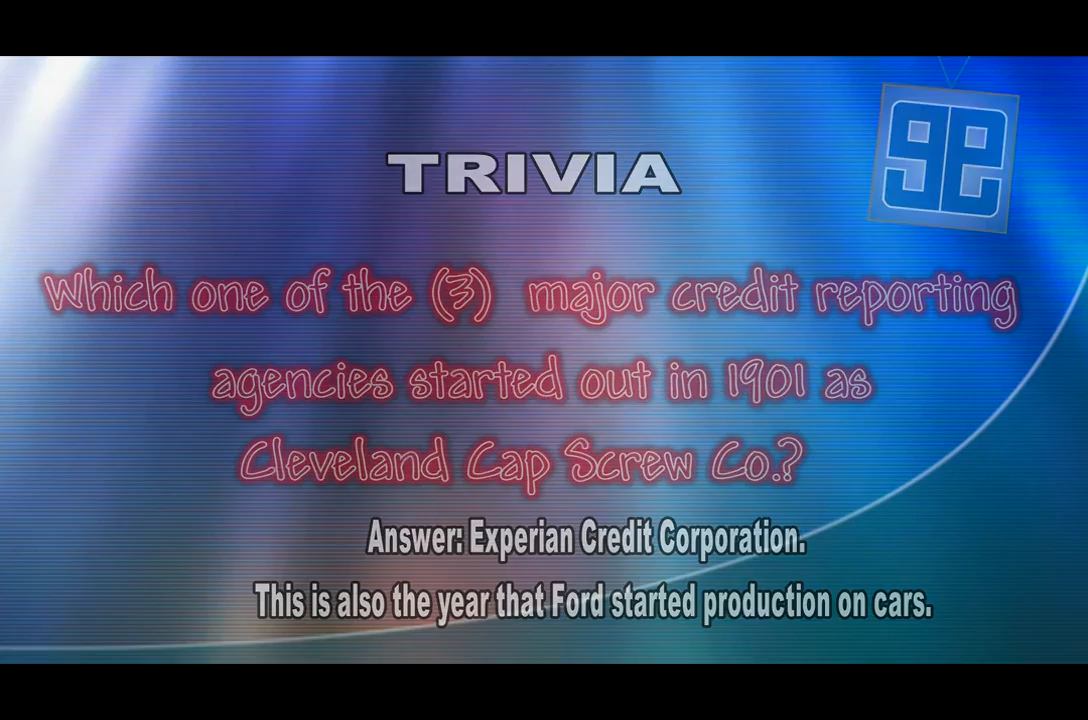 TRIVIA
Which one of the (3) major credit reporting
agencies started out in 1901 as
Cleveland Cap Screw Co.?
Answer: Experian Credit Corporation.
This is also the year that Ford started production on cars.